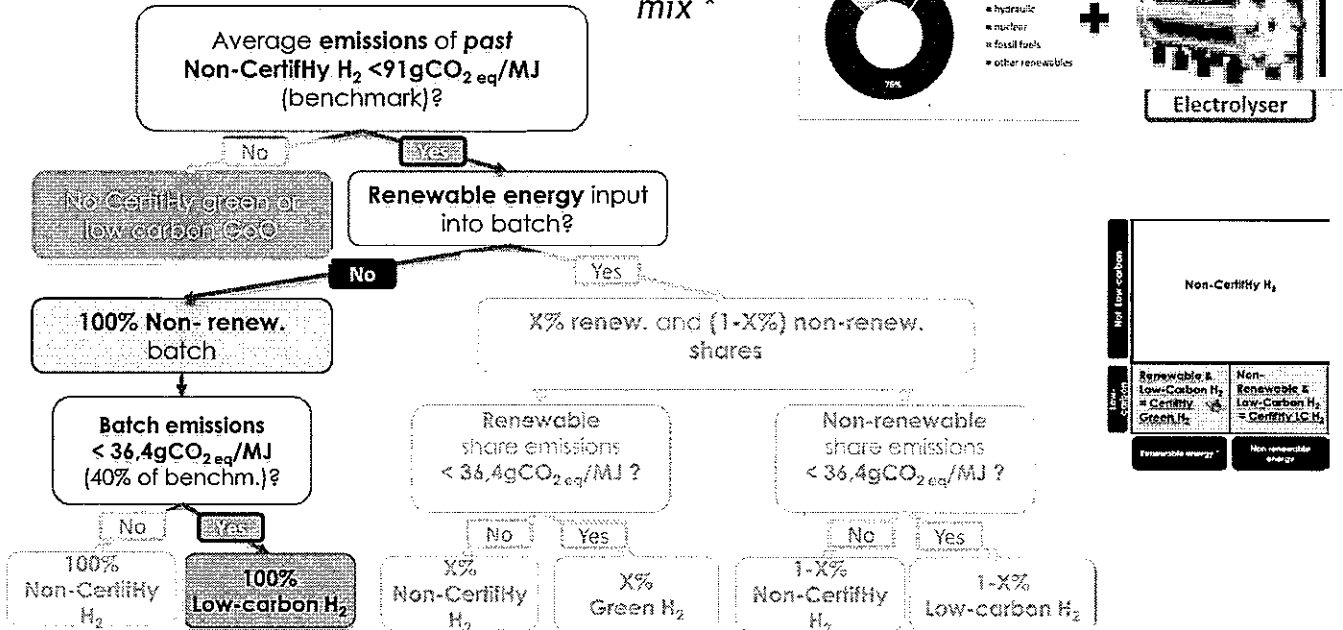 mix *
hydraulic
nuclear
fossil fuels
other renewables
76%
Electrolyser
Average emissions of past
Non-CertifHy H₂ <91gCO₂ eq/MJ
(benchmark)?
No
Yes
No CertifHy green or
low carbon GoO
Renewable energy input
into batch?
No
Yes
100% Non- renew.
batch
X% renew. and (1-X%) non-renew.
shares
Batch emissions
< 36,4gCO₂ eq/MJ
(40% of benchm.)?
Renewable
share emissions
< 36,4gCO₂ eq/MJ ?
Non-renewable
share emissions
< 36,4gCO₂ eq/MJ ?
No
Yes
No
Yes
No
Yes
100%
Non-CertifHy
H₂
100%
Low-carbon H₂
X%
Non-CertifHy
H₂
X%
Green H₂
1-X%
Non-CertifHy
H₂
1-X%
Low-carbon H₂
Not Low-carbon
Non-CertifHy H₂
Low-
carbon
Renewable &
Low-Carbon H₂
= CertifHy
Green H₂
Non-
Renewable &
Low-Carbon H₂
= CertifHy LC H₂
Renewable energy *
Non renewable
energy